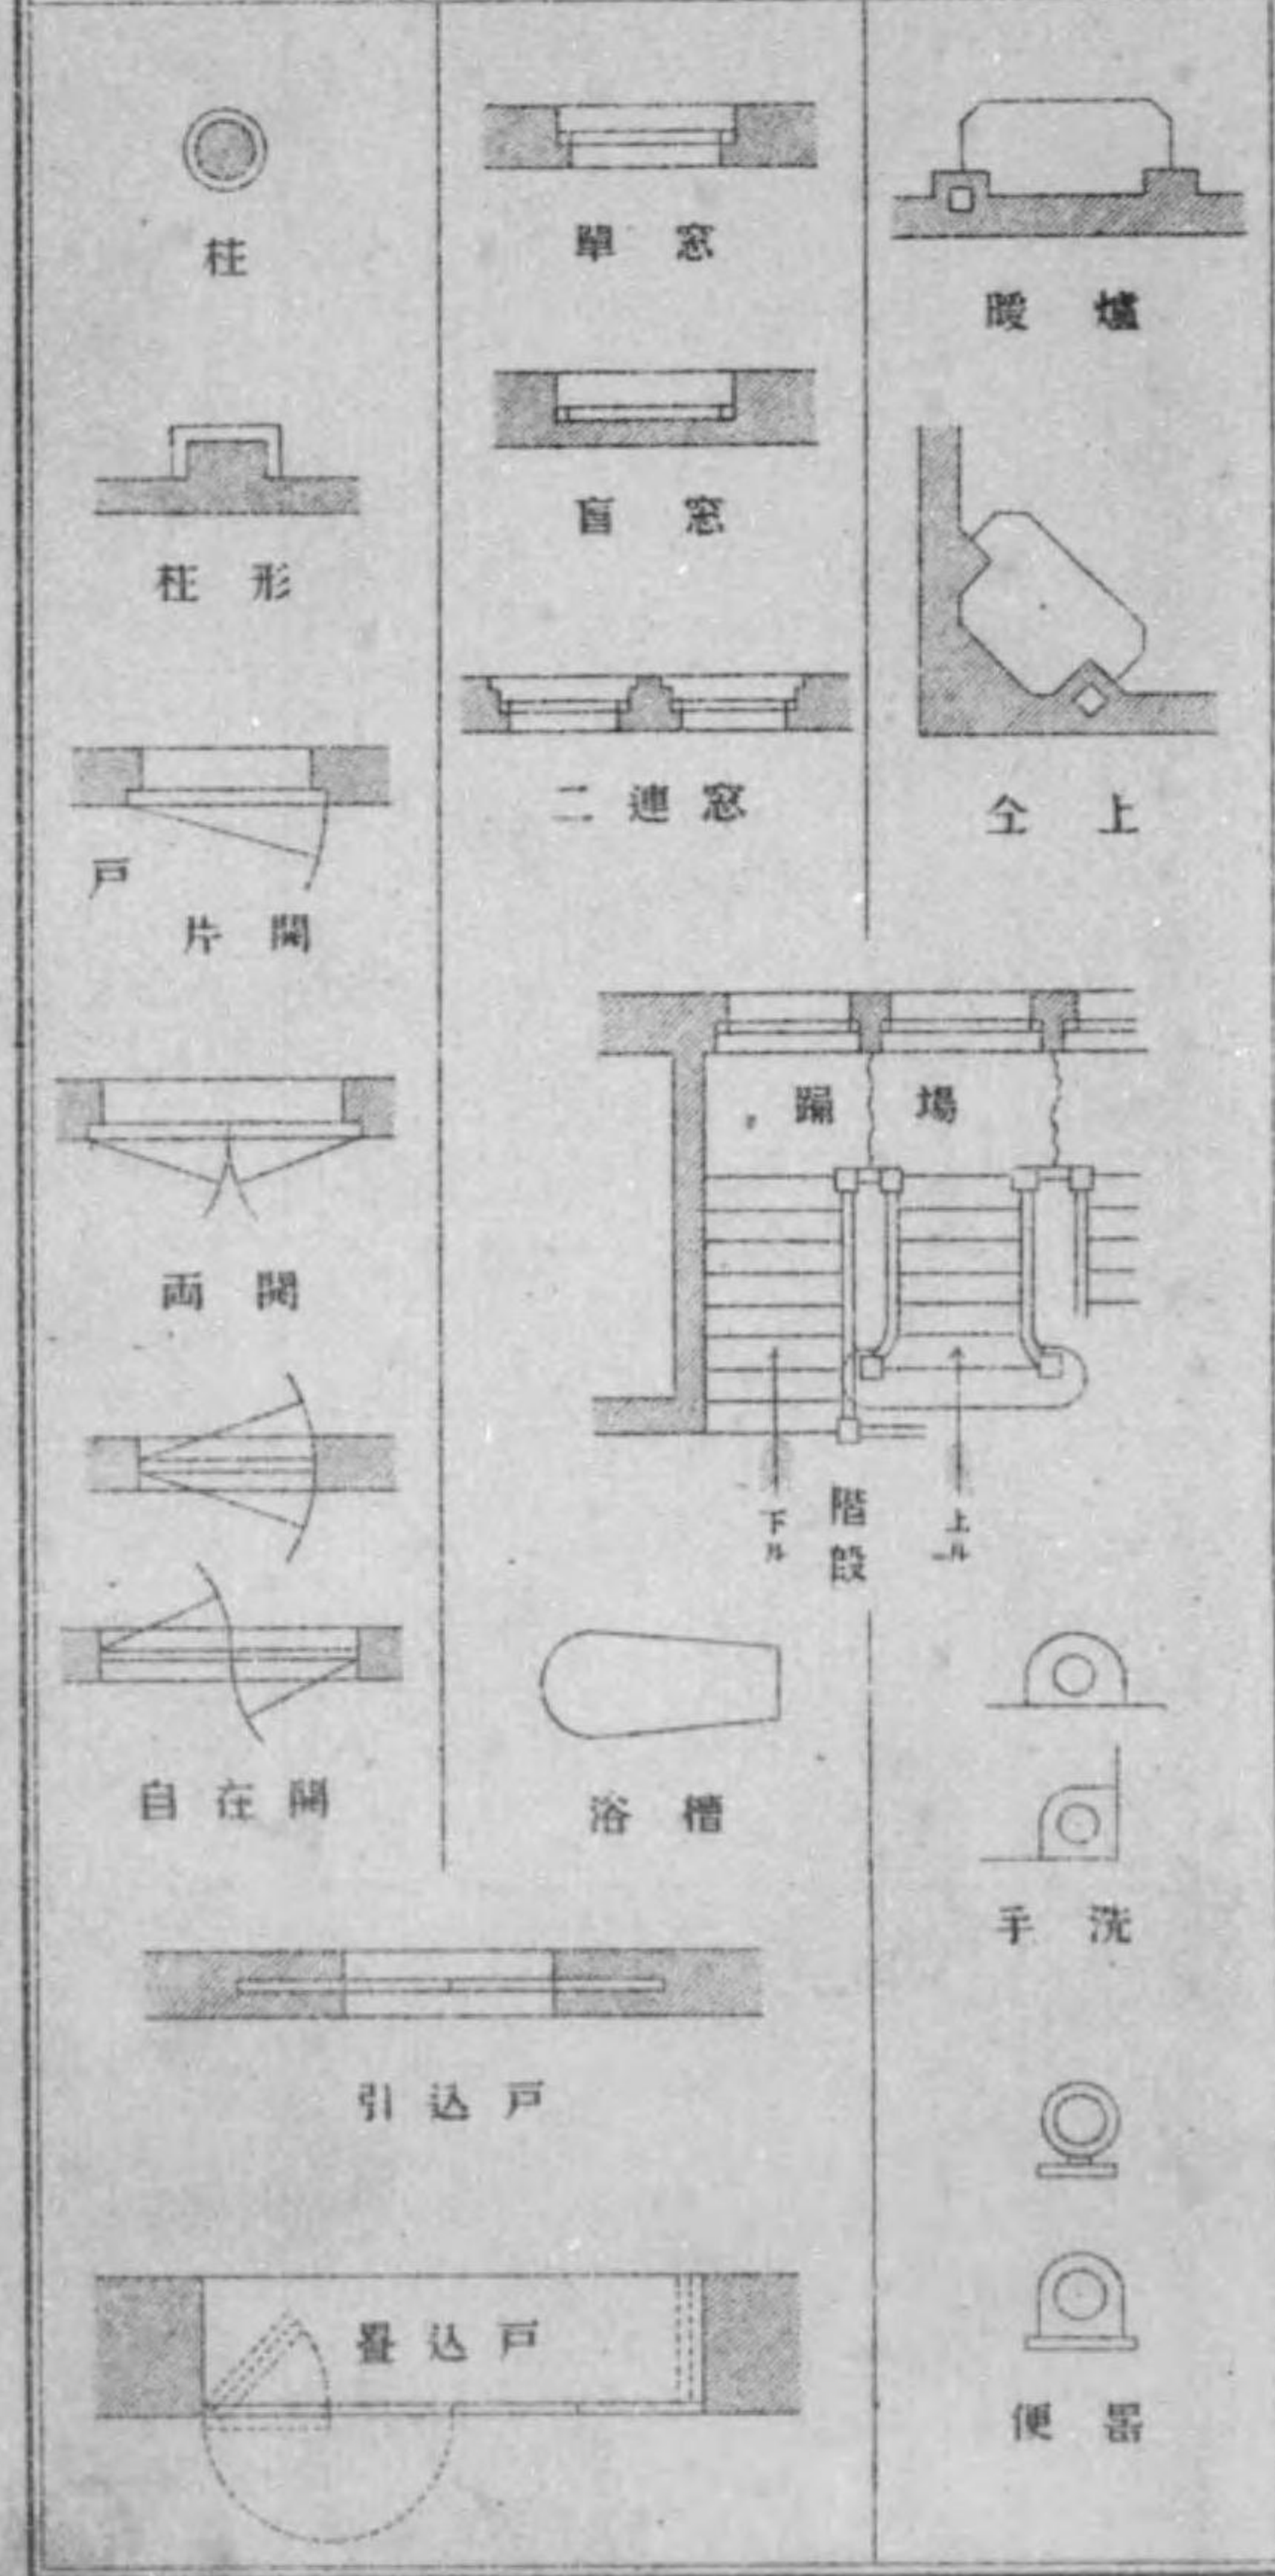 柱
柱形
戸
片開
両開
自在開
引込戸
疊込戸
單窓
盲窓
二連窓
踊場
下ル
階段
上ル
浴槽
暖爐
仝上
手洗
便器